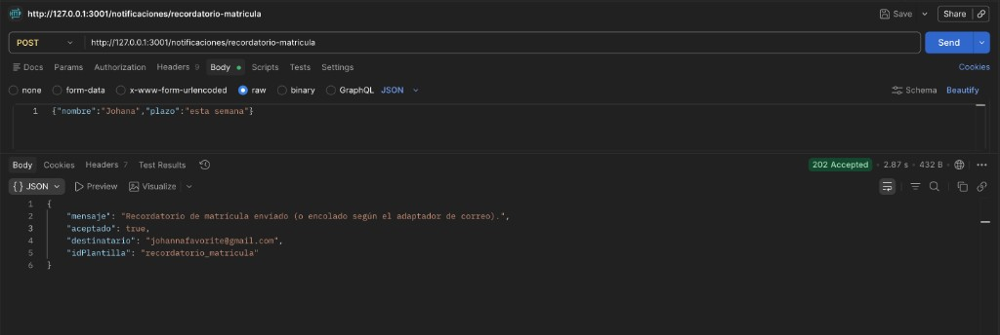 http://127.0.0.1:3001/notificaciones/recordatorio-matricula Save Share
POST http://127.0.0.1:3001/notificaciones/recordatorio-matricula Send
Docs Params Authorization Headers 9 Body Scripts Tests Settings Cookies
none form-data x-www-form-urlencoded raw binary GraphQL JSON Schema Beautify
1 {"nombre":"Johana","plazo":"esta semana"}
Body Cookies Headers 7 Test Results 202 Accepted 2.87 s 432 B
{ } JSON Preview Visualize
1 {
2 "mensaje": "Recordatorio de matrícula enviado (o encolado según el adaptador de correo).",
3 "aceptado": true,
4 "destinatario": "johannafavorite@gmail.com",
5 "idPlantilla": "recordatorio_matricula"
6 }